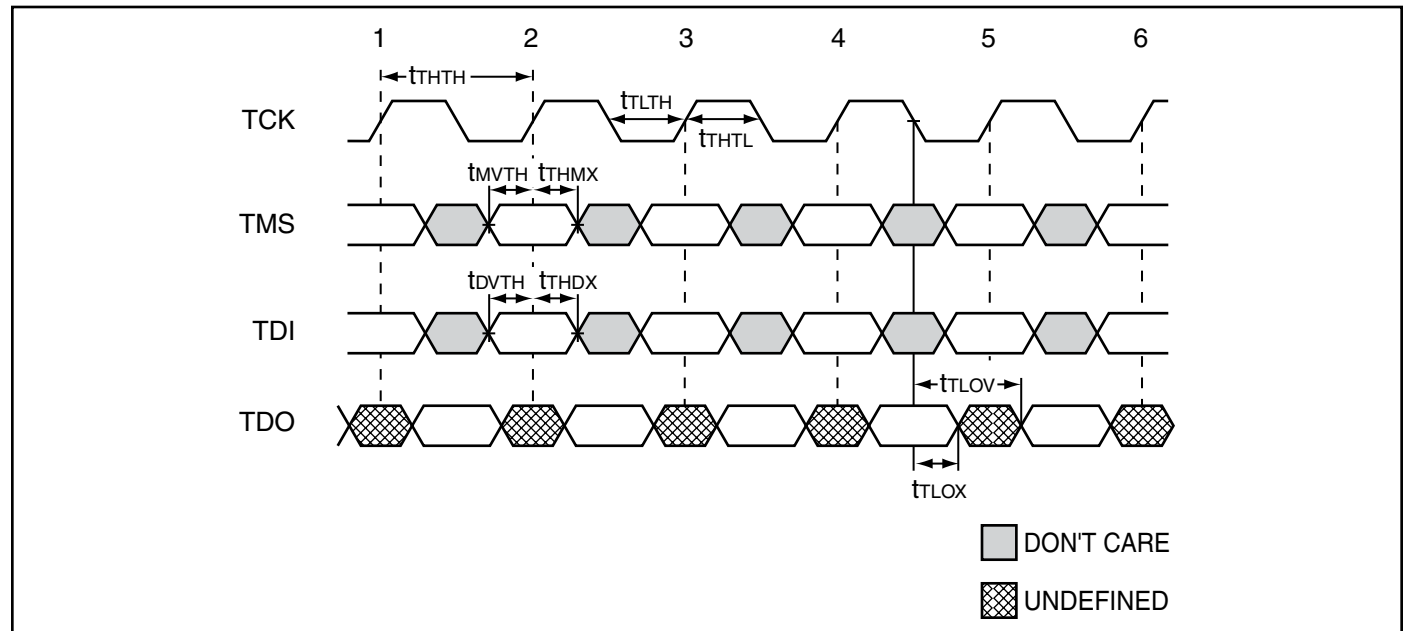 1 2 3 4 5 6
tTHTH
tTLTH
TCK
tTHTL
tMVTH tTHMX
TMS
tDVTH tTHDX
TDI
tTLOV
TDO
tTLOX
DON'T CARE
UNDEFINED